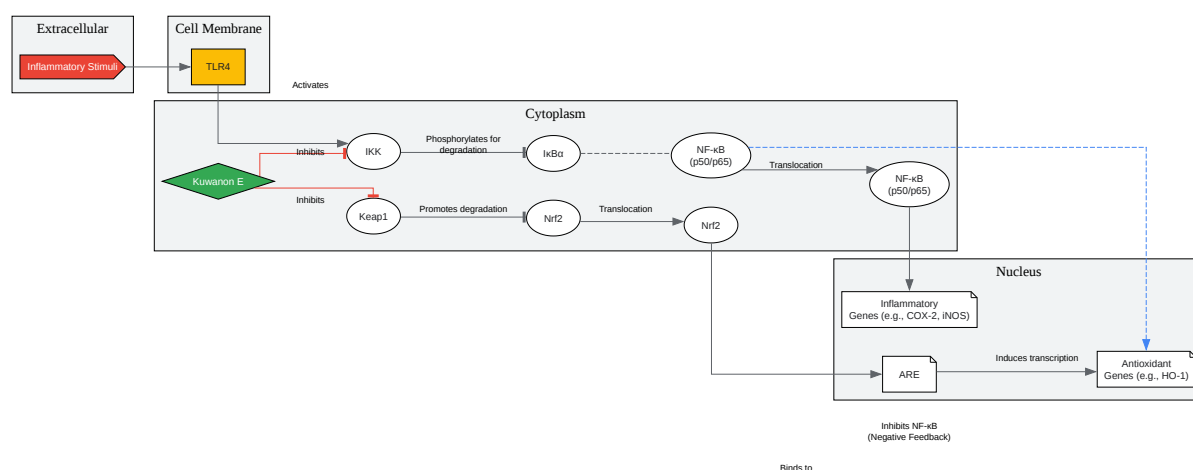 Extracellular
Cell Membrane
Inflammatory Stimuli
TLR4
Activates
Cytoplasm
Inhibits
IKK
Phosphorylates for
degradation
IκBα
NF-κB
(p50/p65)
Translocation
NF-κB
(p50/p65)
Kuwanon E
Inhibits
Keap1
Promotes degradation
Nrf2
Translocation
Nrf2
Nucleus
Inflammatory
Genes (e.g., COX-2, iNOS)
ARE
Induces transcription
Antioxidant
Genes (e.g., HO-1)
Inhibits NF-κB
(Negative Feedback)
Binds to